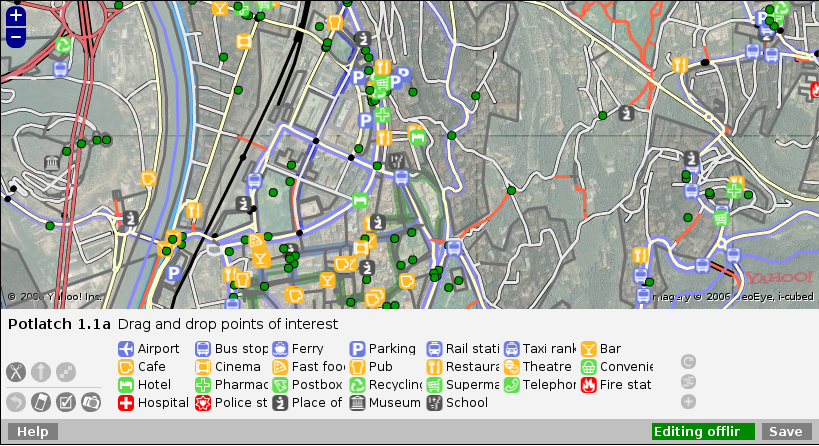 +
−
P
P
P
P
P
YAHOO!
© 2007 Yahoo! Inc.
Imagery © 2006 GeoEye, i-cubed
Potlatch 1.1a Drag and drop points of interest
Airport Bus stop Ferry Parking Rail stati Taxi rank Bar
Cafe Cinema Fast foo Pub Restaura Theatre Convenie
Hotel Pharmac Postbox Recycling Superma Telephor Fire stat
Hospital Police st Place of Museum School
Help Editing offlir Save